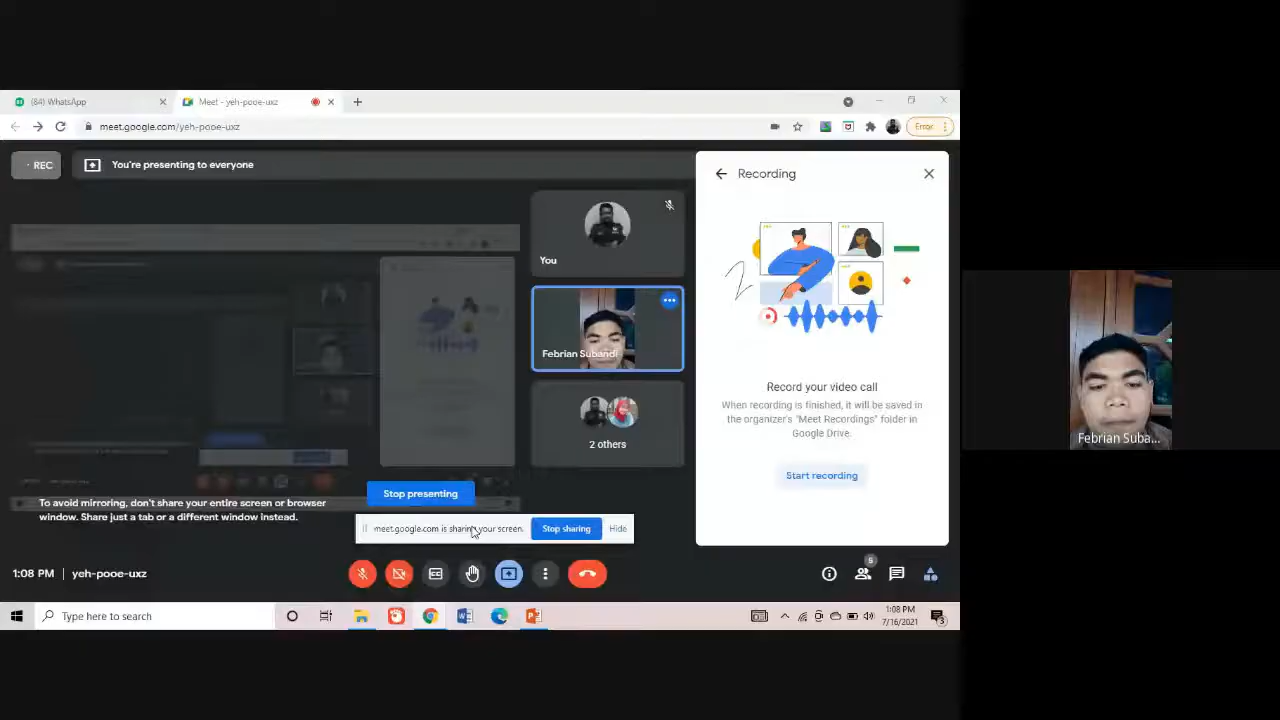 (84) WhatsApp
Meet - yeh-pooe-uxz
meet.google.com/yeh-pooe-uxz
Error
REC
You're presenting to everyone
You
Febrian Subandi
2 others
Recording
Record your video call
When recording is finished, it will be saved in
the organizer's "Meet Recordings" folder in
Google Drive.
Start recording
Febrian Suba...
To avoid mirroring, don't share your entire screen or browser
window. Share just a tab or a different window instead.
Stop presenting
meet.google.com is sharing your screen.
Stop sharing
Hide
1:08 PM | yeh-pooe-uxz
5
Type here to search
1:08 PM
7/16/2021
3